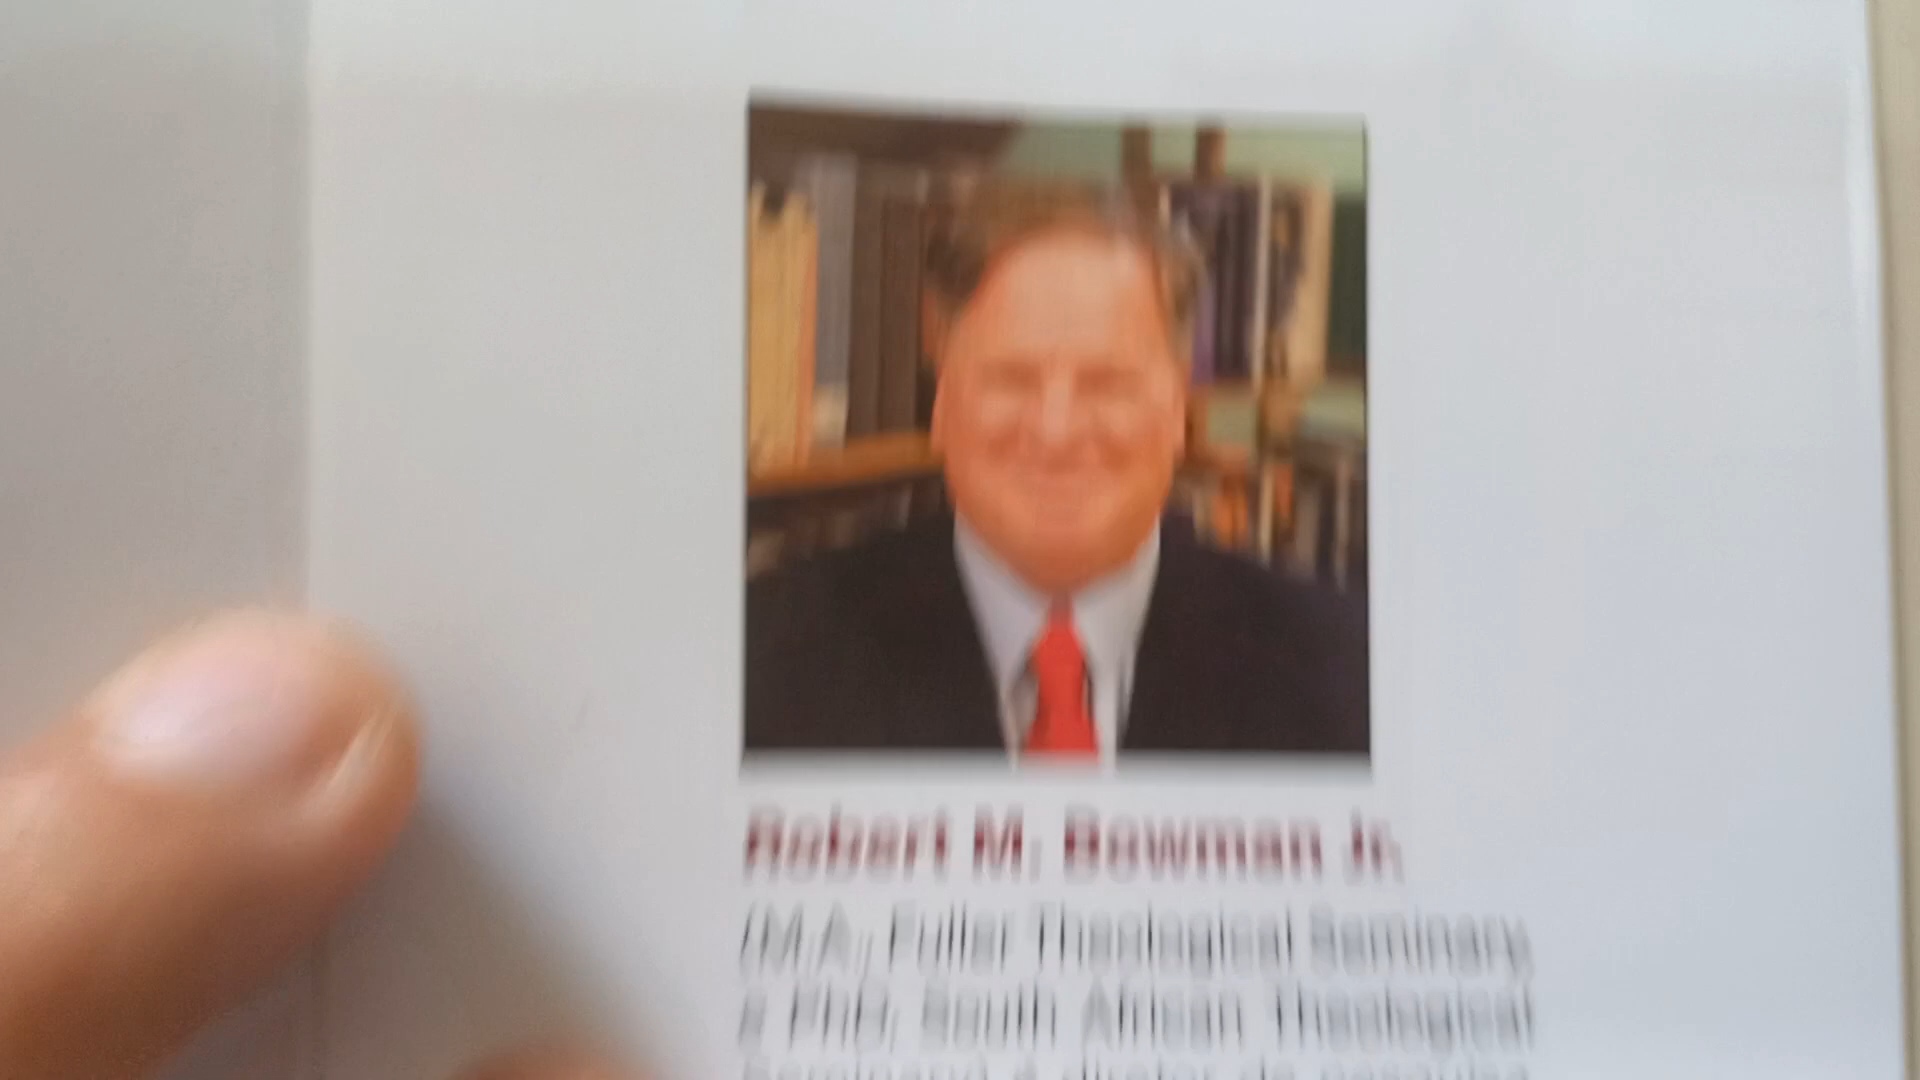 Robert M. Bowman Jr.
(M.A., Fuller Theological Seminary
e PhD, South African Theological
Seminary) é diretor de pesquisa